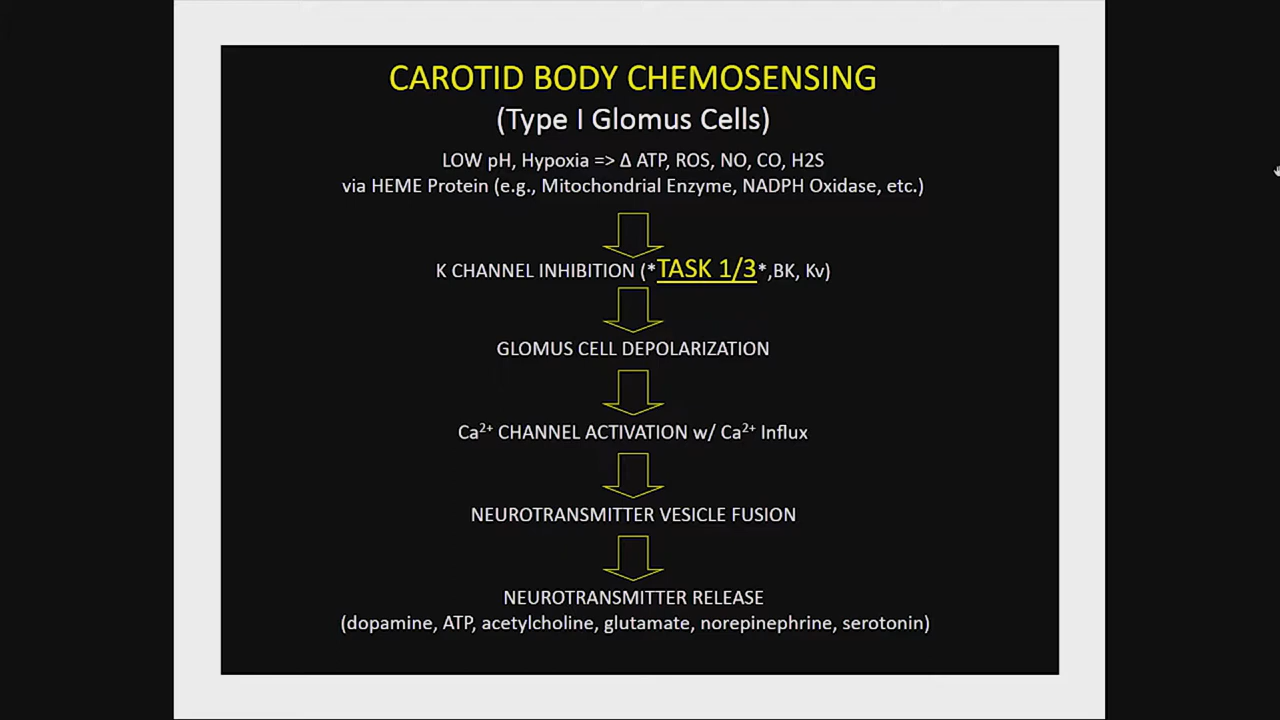 CAROTID BODY CHEMOSENSING
(Type I Glomus Cells)
LOW pH, Hypoxia => Δ ATP, ROS, NO, CO, H2S
via HEME Protein (e.g., Mitochondrial Enzyme, NADPH Oxidase, etc.)
K CHANNEL INHIBITION (*TASK 1/3*,BK, Kv)
GLOMUS CELL DEPOLARIZATION
Ca²⁺ CHANNEL ACTIVATION w/ Ca²⁺ Influx
NEUROTRANSMITTER VESICLE FUSION
NEUROTRANSMITTER RELEASE
(dopamine, ATP, acetylcholine, glutamate, norepinephrine, serotonin)